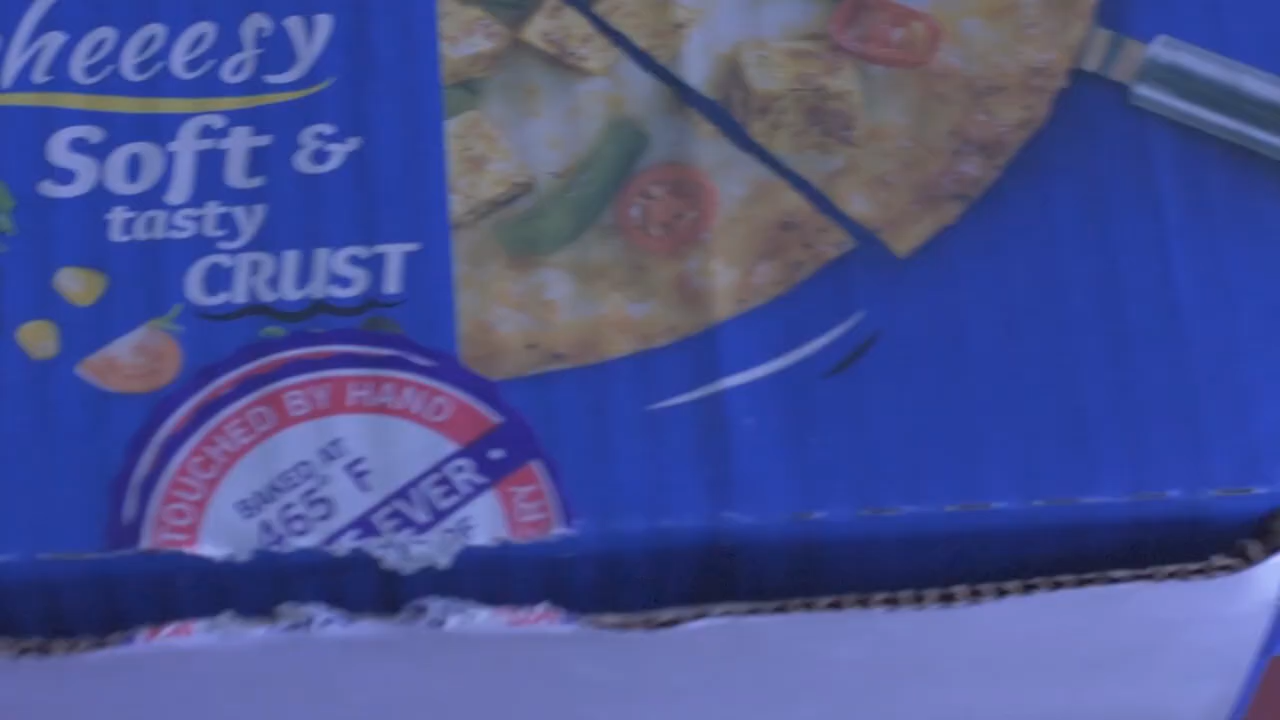 heeesy
Soft &
tasty
CRUST
TOUCHED BY HAND
BAKED AT
465° F
EVER